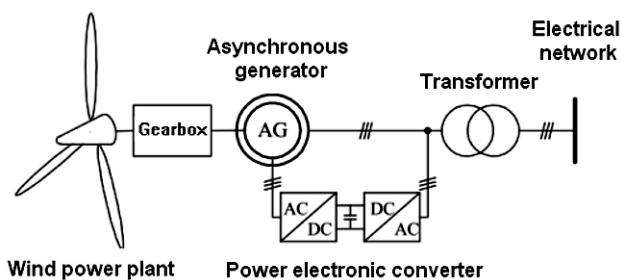 Asynchronous
generator
Electrical
network
Transformer
Gearbox
AG
AC
DC
DC
AC
Wind power plant
Power electronic converter